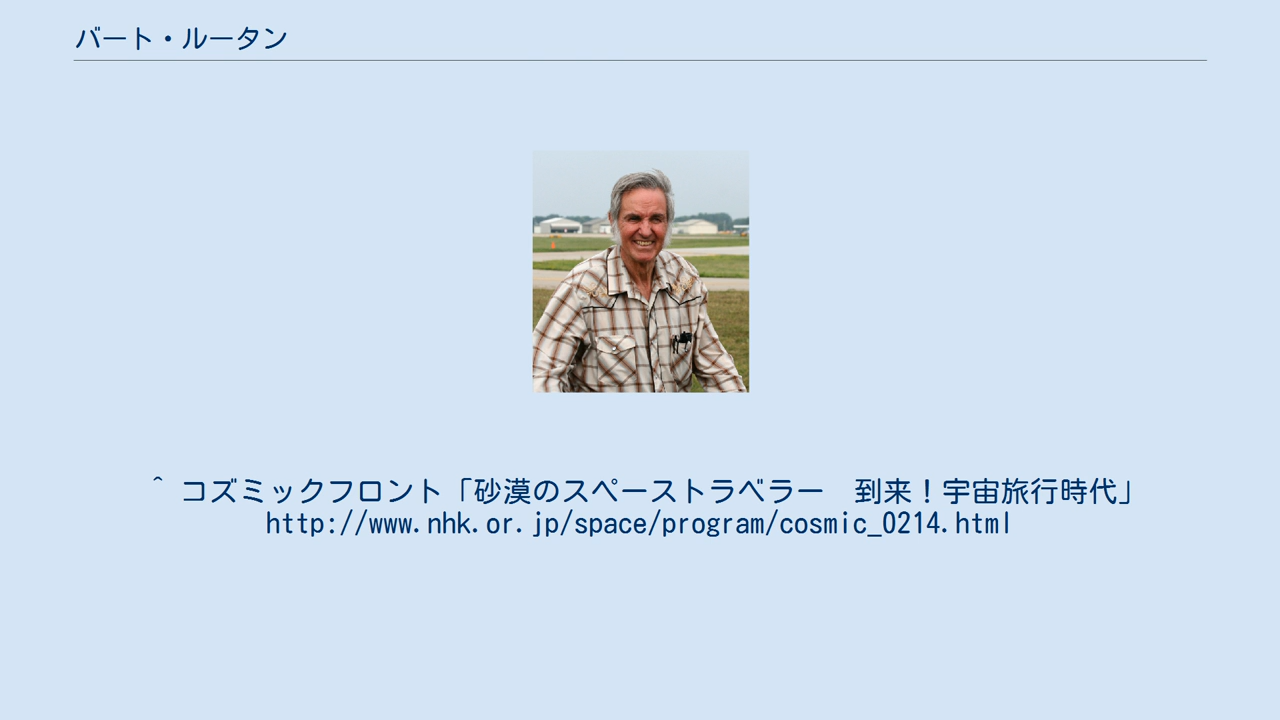 バート・ルータン
^ コズミックフロント「砂漠のスペーストラベラー　到来！宇宙旅行時代」
http://www.nhk.or.jp/space/program/cosmic_0214.html